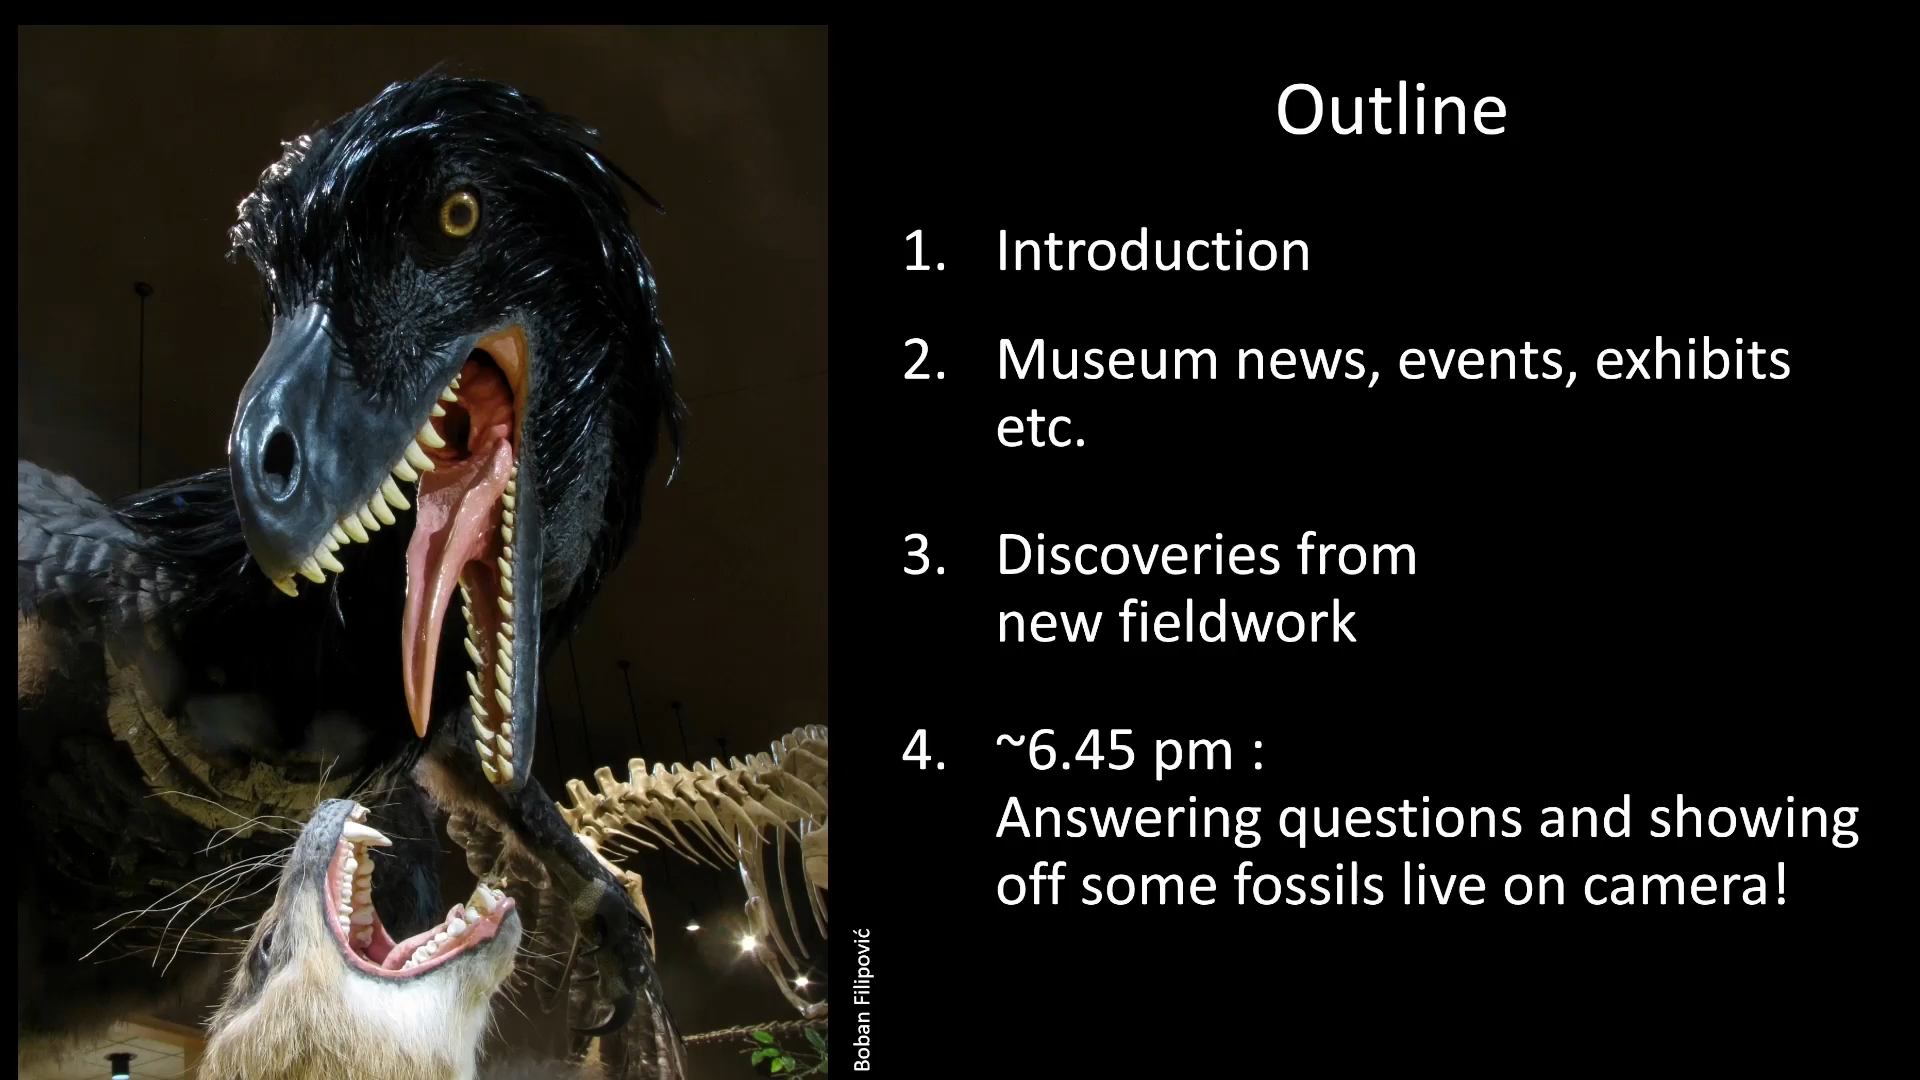 Outline
1. Introduction
2. Museum news, events, exhibits
etc.
3. Discoveries from
new fieldwork
4. ~6.45 pm :
Answering questions and showing
off some fossils live on camera!
Boban Filipović